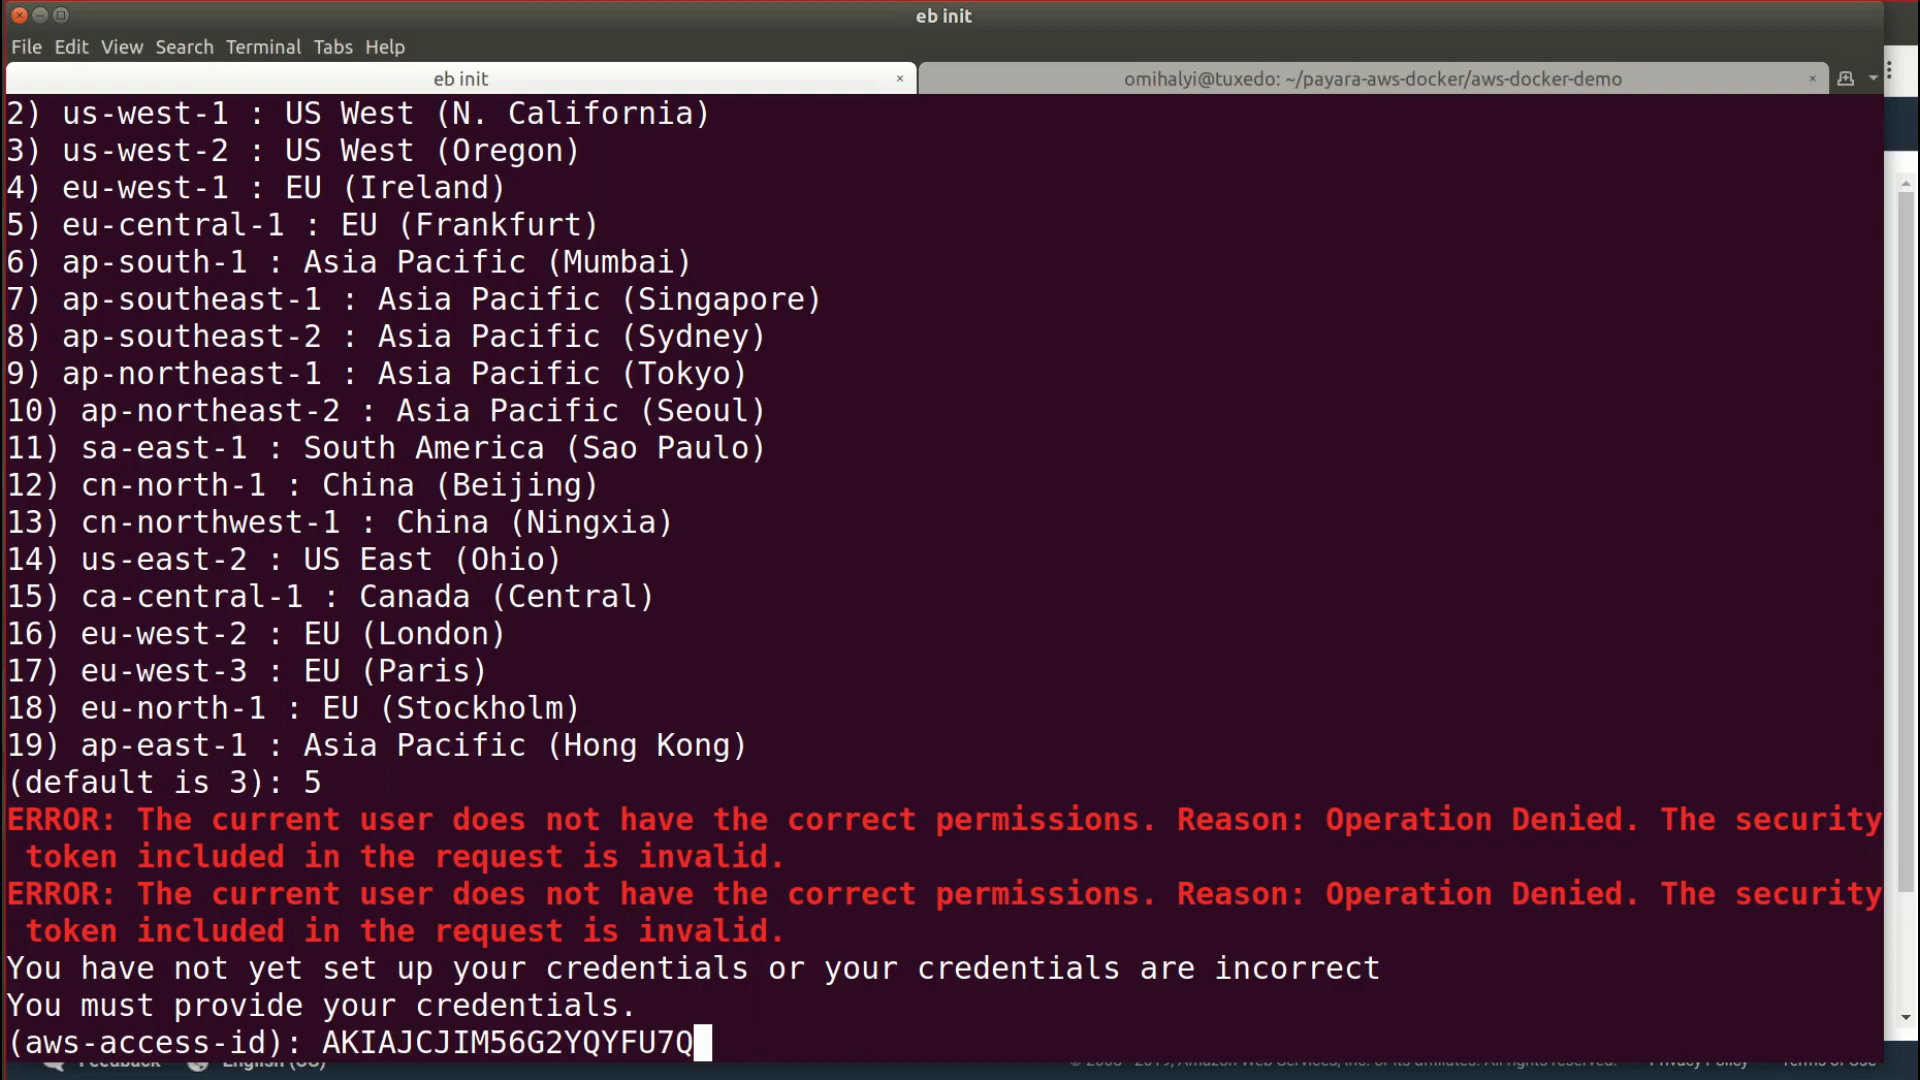 eb init
File Edit View Search Terminal Tabs Help
eb init
omihalyi@tuxedo: ~/payara-aws-docker/aws-docker-demo
2) us-west-1 : US West (N. California)
3) us-west-2 : US West (Oregon)
4) eu-west-1 : EU (Ireland)
5) eu-central-1 : EU (Frankfurt)
6) ap-south-1 : Asia Pacific (Mumbai)
7) ap-southeast-1 : Asia Pacific (Singapore)
8) ap-southeast-2 : Asia Pacific (Sydney)
9) ap-northeast-1 : Asia Pacific (Tokyo)
10) ap-northeast-2 : Asia Pacific (Seoul)
11) sa-east-1 : South America (Sao Paulo)
12) cn-north-1 : China (Beijing)
13) cn-northwest-1 : China (Ningxia)
14) us-east-2 : US East (Ohio)
15) ca-central-1 : Canada (Central)
16) eu-west-2 : EU (London)
17) eu-west-3 : EU (Paris)
18) eu-north-1 : EU (Stockholm)
19) ap-east-1 : Asia Pacific (Hong Kong)
(default is 3): 5
ERROR: The current user does not have the correct permissions. Reason: Operation Denied. The security
token included in the request is invalid.
ERROR: The current user does not have the correct permissions. Reason: Operation Denied. The security
token included in the request is invalid.
You have not yet set up your credentials or your credentials are incorrect
You must provide your credentials.
(aws-access-id): AKIAJCJIM56G2YQYFU7Q
Feedback English (US) Privacy Policy Terms of Use